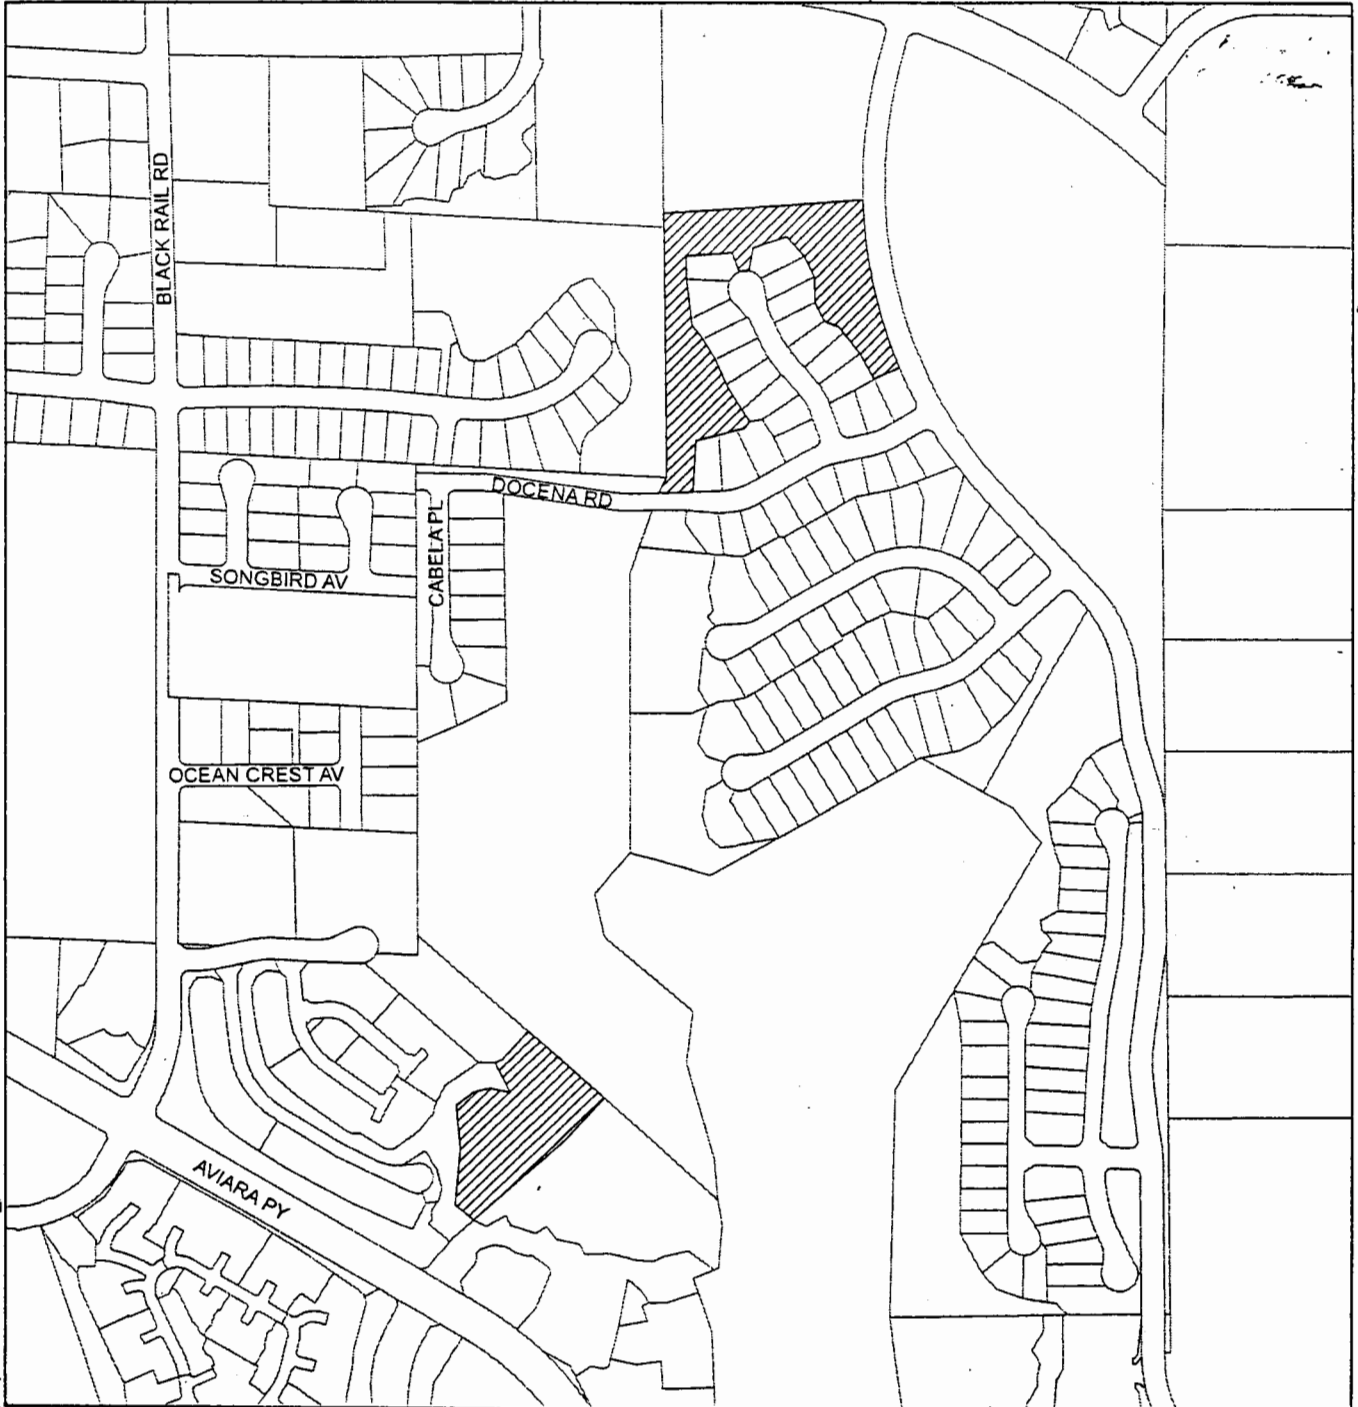 BLACK RAIL RD
DOCENA RD
CABELA PL
SONGBIRD AV
OCEAN CREST AV
AVIARA PY